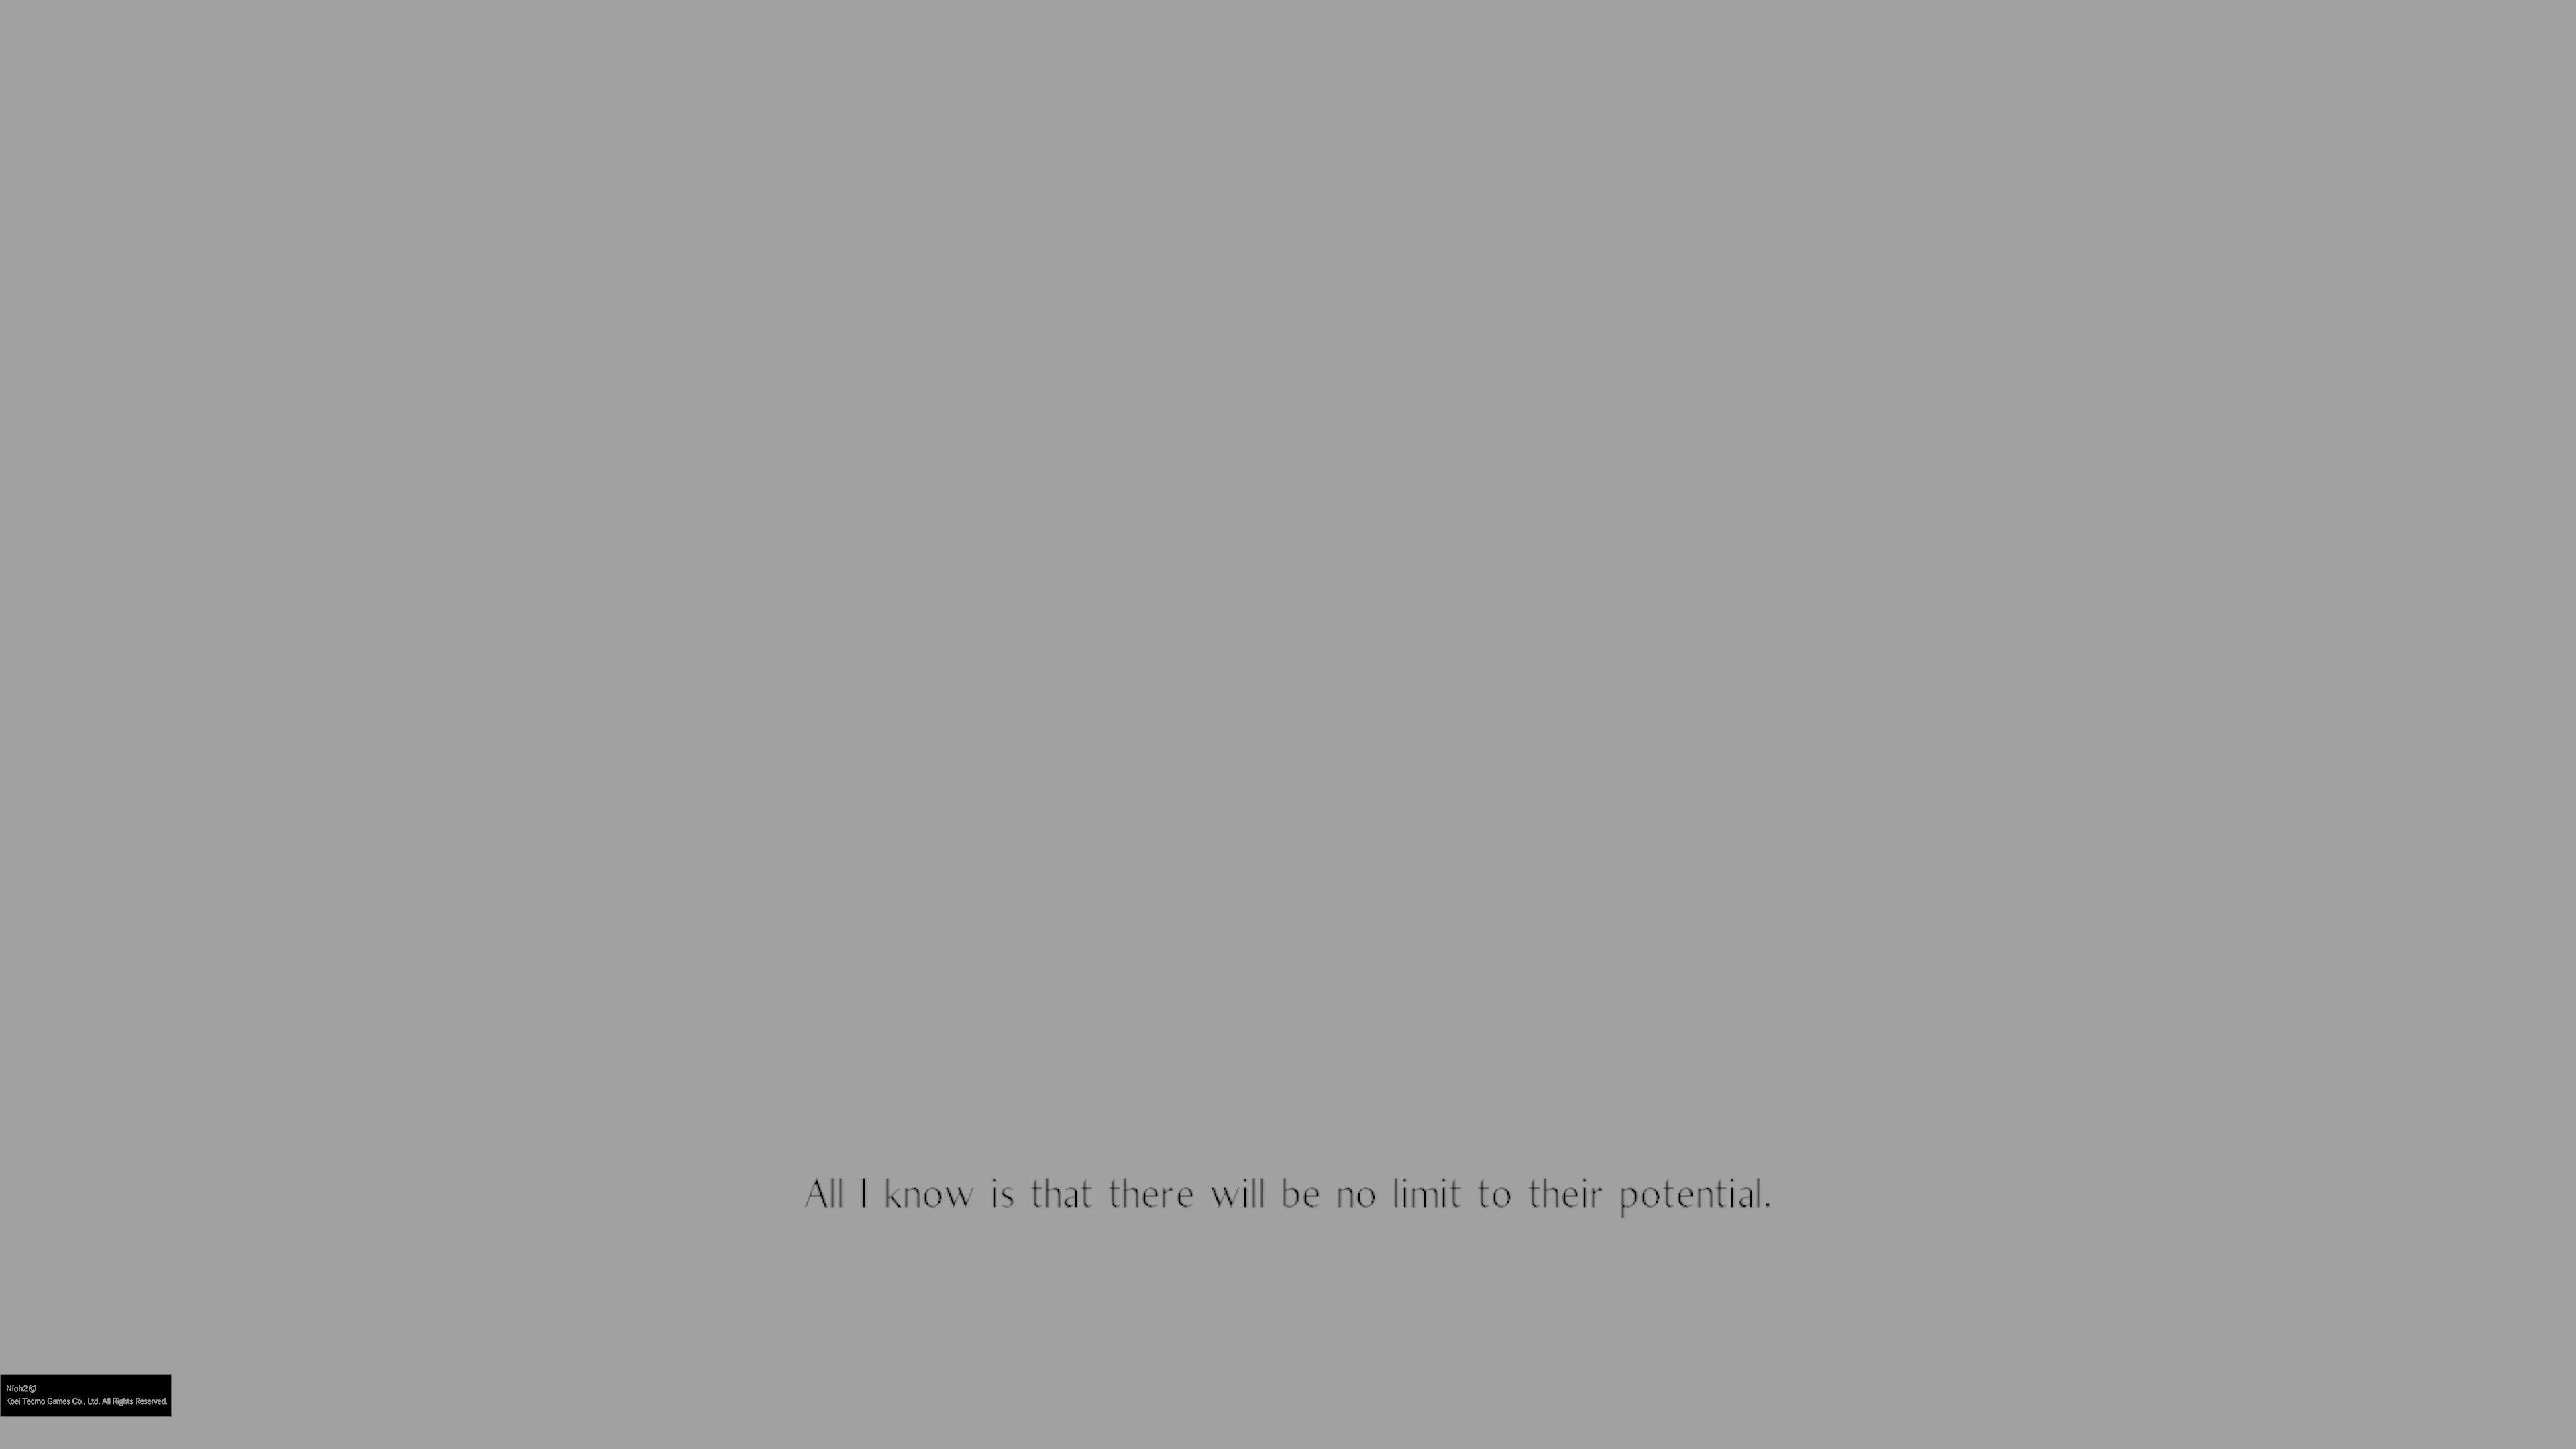 All I know is that there will be no limit to their potential.
Nioh2©
Koei Tecmo Games Co., Ltd. All Rights Reserved.